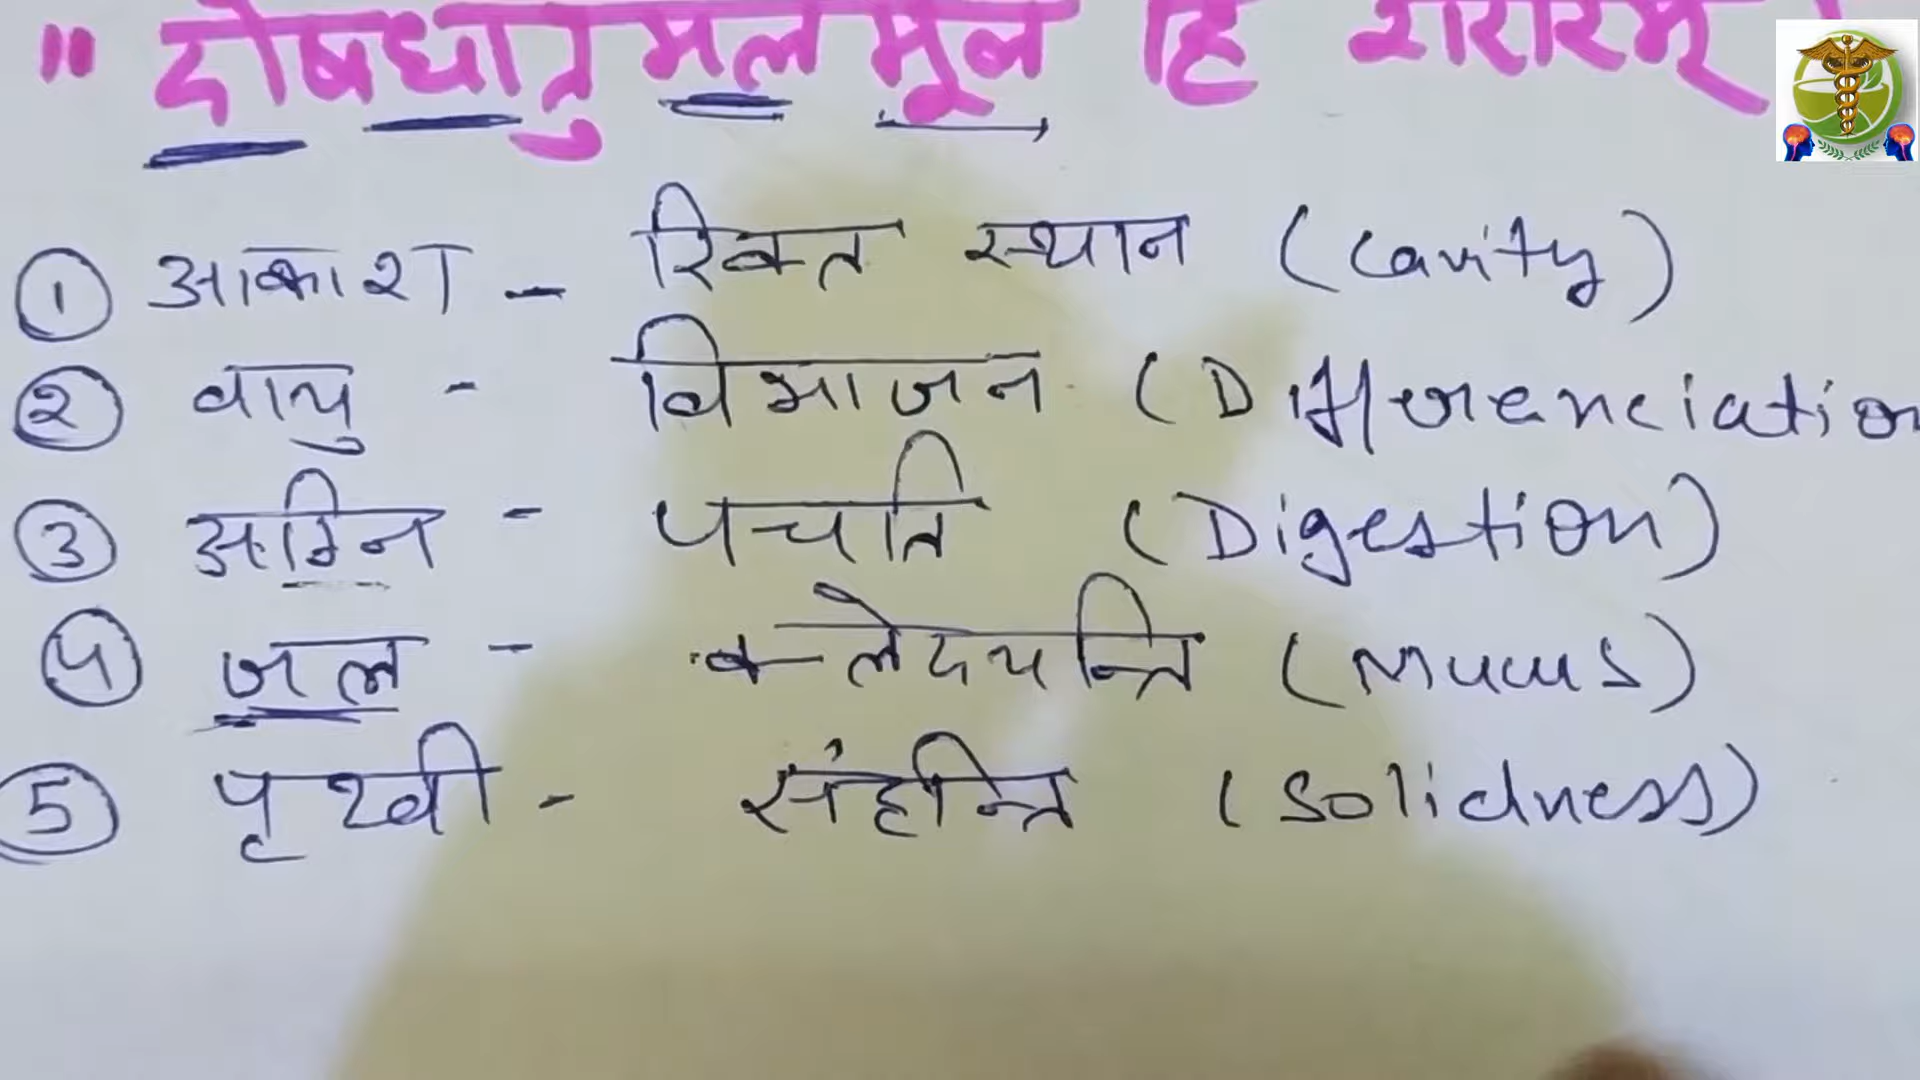 " दोषधातुमलमूल हि शरीरम्
① आकाश - रिक्त स्थान (Cavity)
② वायु - विभाजन (Differenciation
③ अग्नि - पचति (Digestion)
④ जल - क्लेदयन्ति (Mucus)
⑤ पृथ्वी - संहन्ति (Solidness)